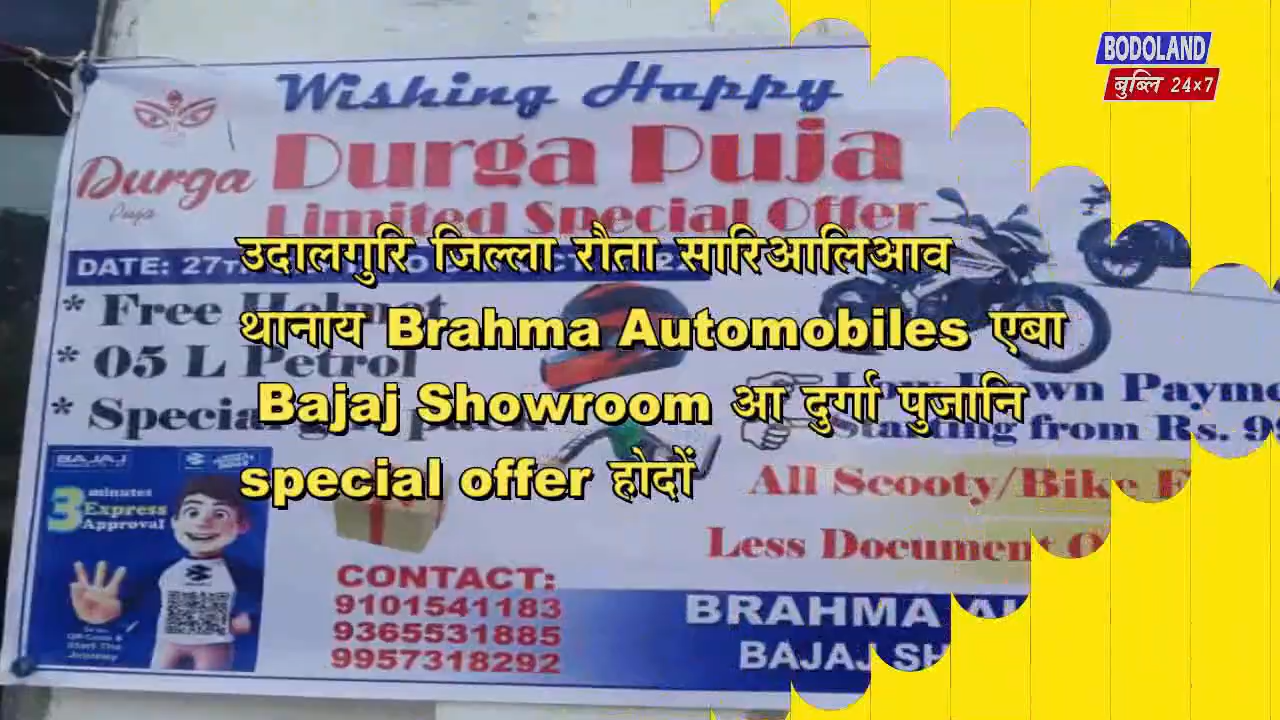 BODOLAND
बुब्लि 24×7
Wishing Happy
Durga Puja
Durga Puja
Limited Special Offer
DATE: 27
उदालगुरि जिल्ला रौता सारिआलिआव
* Free Helmet
थानाय Brahma Automobiles एबा
* 05 L Petrol
Low Down
Bajaj Showroom आ दुर्गा पुजानि
*
Starting from Rs.
special offer होदों
All Scooty/Bike
Less Document
BAJAJ
3 minutes
Express
Approval
CONTACT:
9101541183
9365531885
9957318292
BRAHMA
BAJAJ